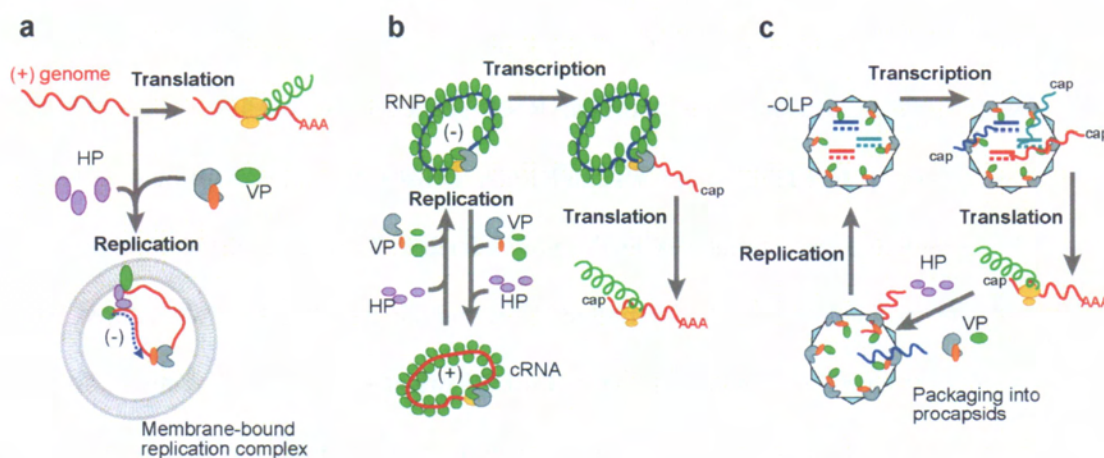 a
(+) genome
Translation
AAA
HP
VP
Replication
(-)
Membrane-bound
replication complex
b
Transcription
RNP
(-)
cap
Replication
VP
VP
HP
HP
Translation
cap
AAA
(+)
cRNA
c
Transcription
-OLP
cap
cap
cap
Replication
Translation
HP
cap
AAA
VP
Packaging into
procapsids